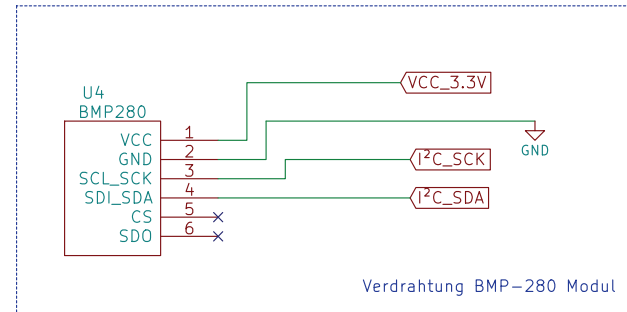 U4
BMP280
VCC 1
GND 2
SCL_SCK 3
SDI_SDA 4
CS 5
SDO 6
VCC_3.3V
GND
I²C_SCK
I²C_SDA
Verdrahtung BMP-280 Modul